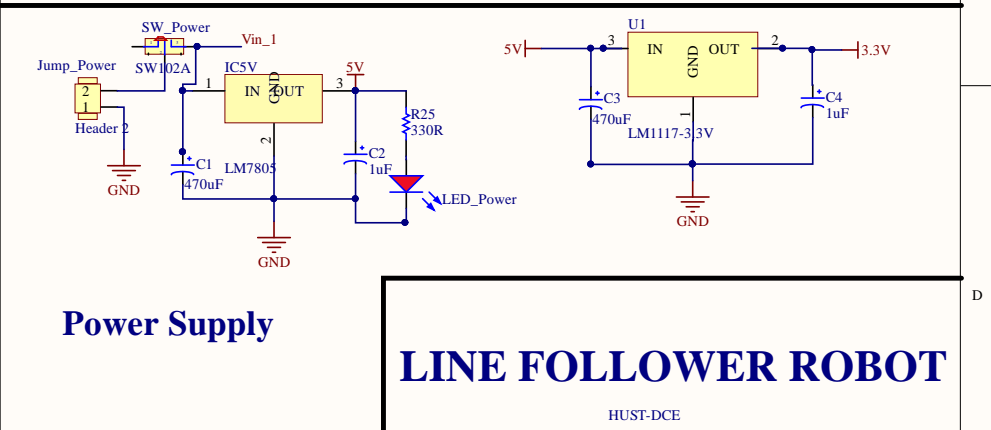 SW_Power
Vin_1
SW102A
Jump_Power
2
1
Header 2
GND
IC5V
1
IN
GND
OUT
3
5V
2
LM7805
C1
470uF
C2
1uF
R25
330R
LED_Power
GND
U1
5V
3
IN
GND
OUT
2
3.3V
1
LM1117-3,3V
C3
470uF
C4
1uF
GND
D
Power Supply
LINE FOLLOWER ROBOT
HUST-DCE